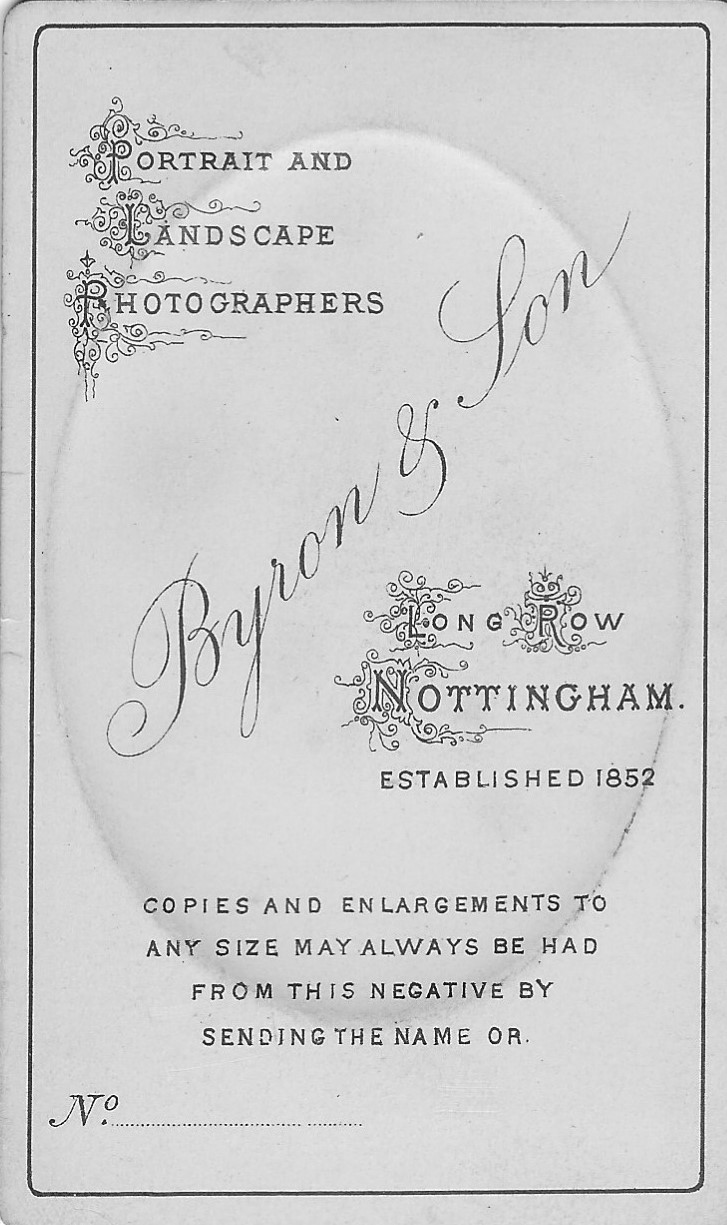 PORTRAIT AND
LANDSCAPE
PHOTOGRAPHERS
Byron & Son
LONG ROW
NOTTINGHAM.
ESTABLISHED 1852
COPIES AND ENLARGEMENTS TO
ANY SIZE MAY ALWAYS BE HAD
FROM THIS NEGATIVE BY
SENDING THE NAME OR.
No.